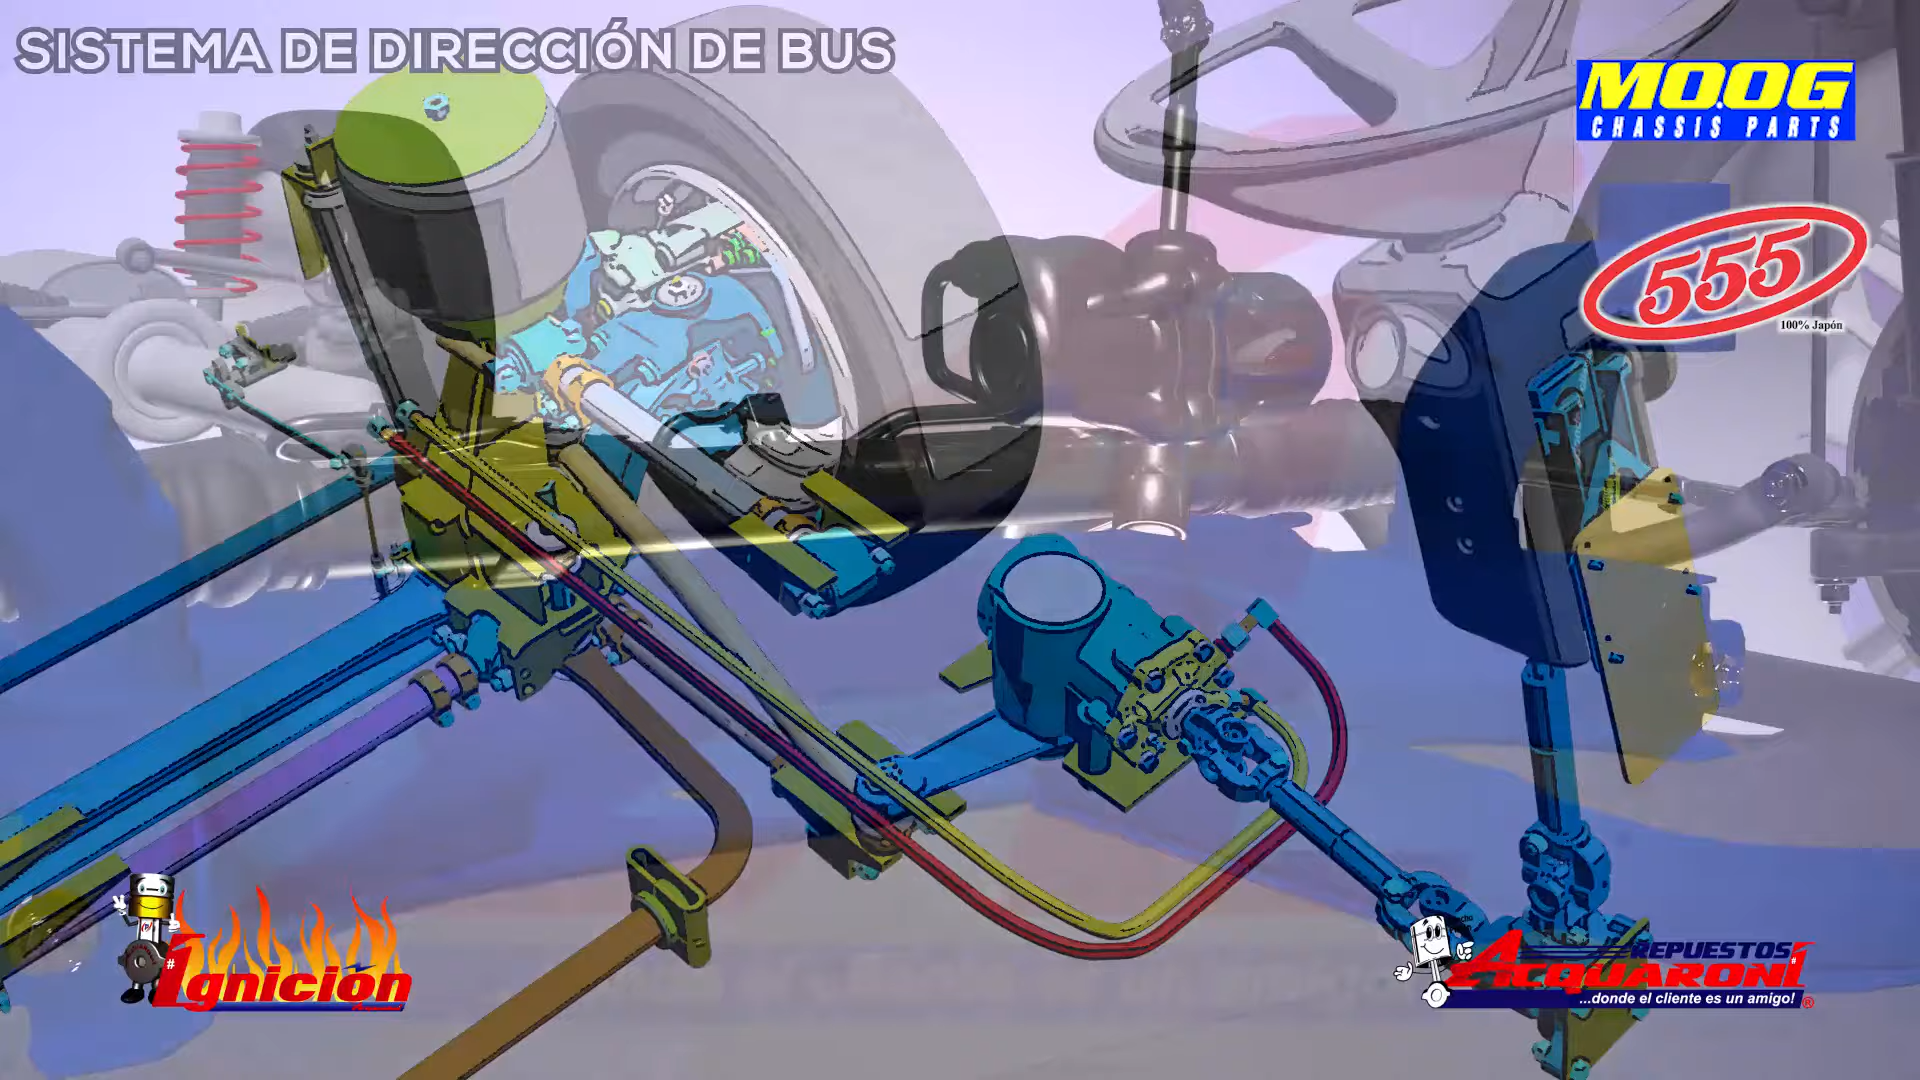 SISTEMA DE DIRECCIÓN DE BUS
MOOG
CHASSIS PARTS
555
100% Japón
#1 Ignición
REPUESTOS
ACQUARONI #1
...donde el cliente es un amigo! ®